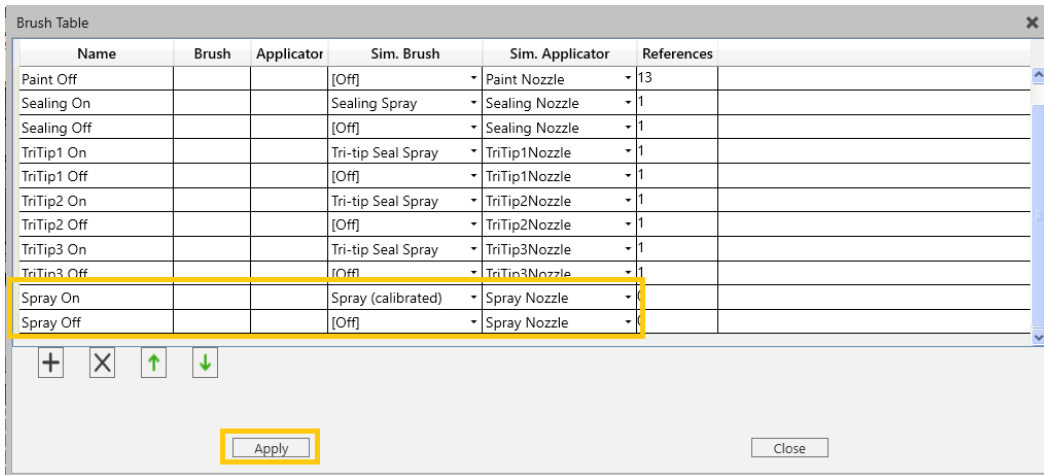 Brush Table
Name Brush Applicator Sim. Brush Sim. Applicator References
Paint Off [Off] Paint Nozzle 13
Sealing On Sealing Spray Sealing Nozzle 1
Sealing Off [Off] Sealing Nozzle 1
TriTip1 On Tri-tip Seal Spray TriTip1Nozzle 1
TriTip1 Off [Off] TriTip1Nozzle 1
TriTip2 On Tri-tip Seal Spray TriTip2Nozzle 1
TriTip2 Off [Off] TriTip2Nozzle 1
TriTip3 On Tri-tip Seal Spray TriTip3Nozzle 1
TriTip3 Off [Off] TriTip3Nozzle 1
Spray On Spray (calibrated) Spray Nozzle
Spray Off [Off] Spray Nozzle
Apply Close